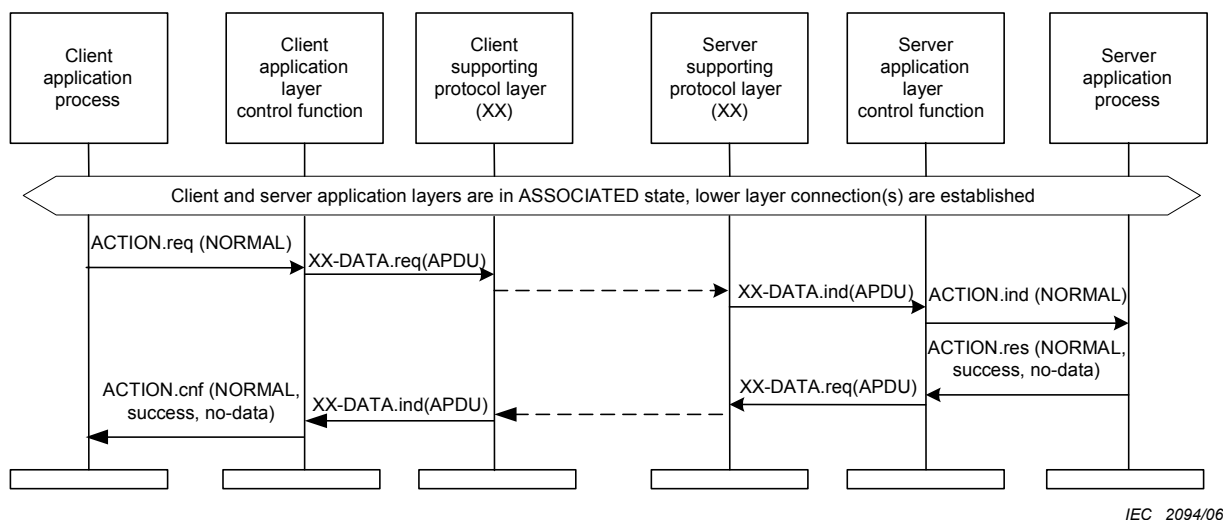 Client
application
process
Client
application
layer
control function
Client
supporting
protocol layer
(XX)
Server
supporting
protocol layer
(XX)
Server
application
layer
control function
Server
application
process
Client and server application layers are in ASSOCIATED state, lower layer connection(s) are established
ACTION.req (NORMAL)
XX-DATA.req(APDU)
XX-DATA.ind(APDU)
ACTION.ind (NORMAL)
ACTION.res (NORMAL,
success, no-data)
XX-DATA.req(APDU)
XX-DATA.ind(APDU)
ACTION.cnf (NORMAL,
success, no-data)
IEC 2094/06